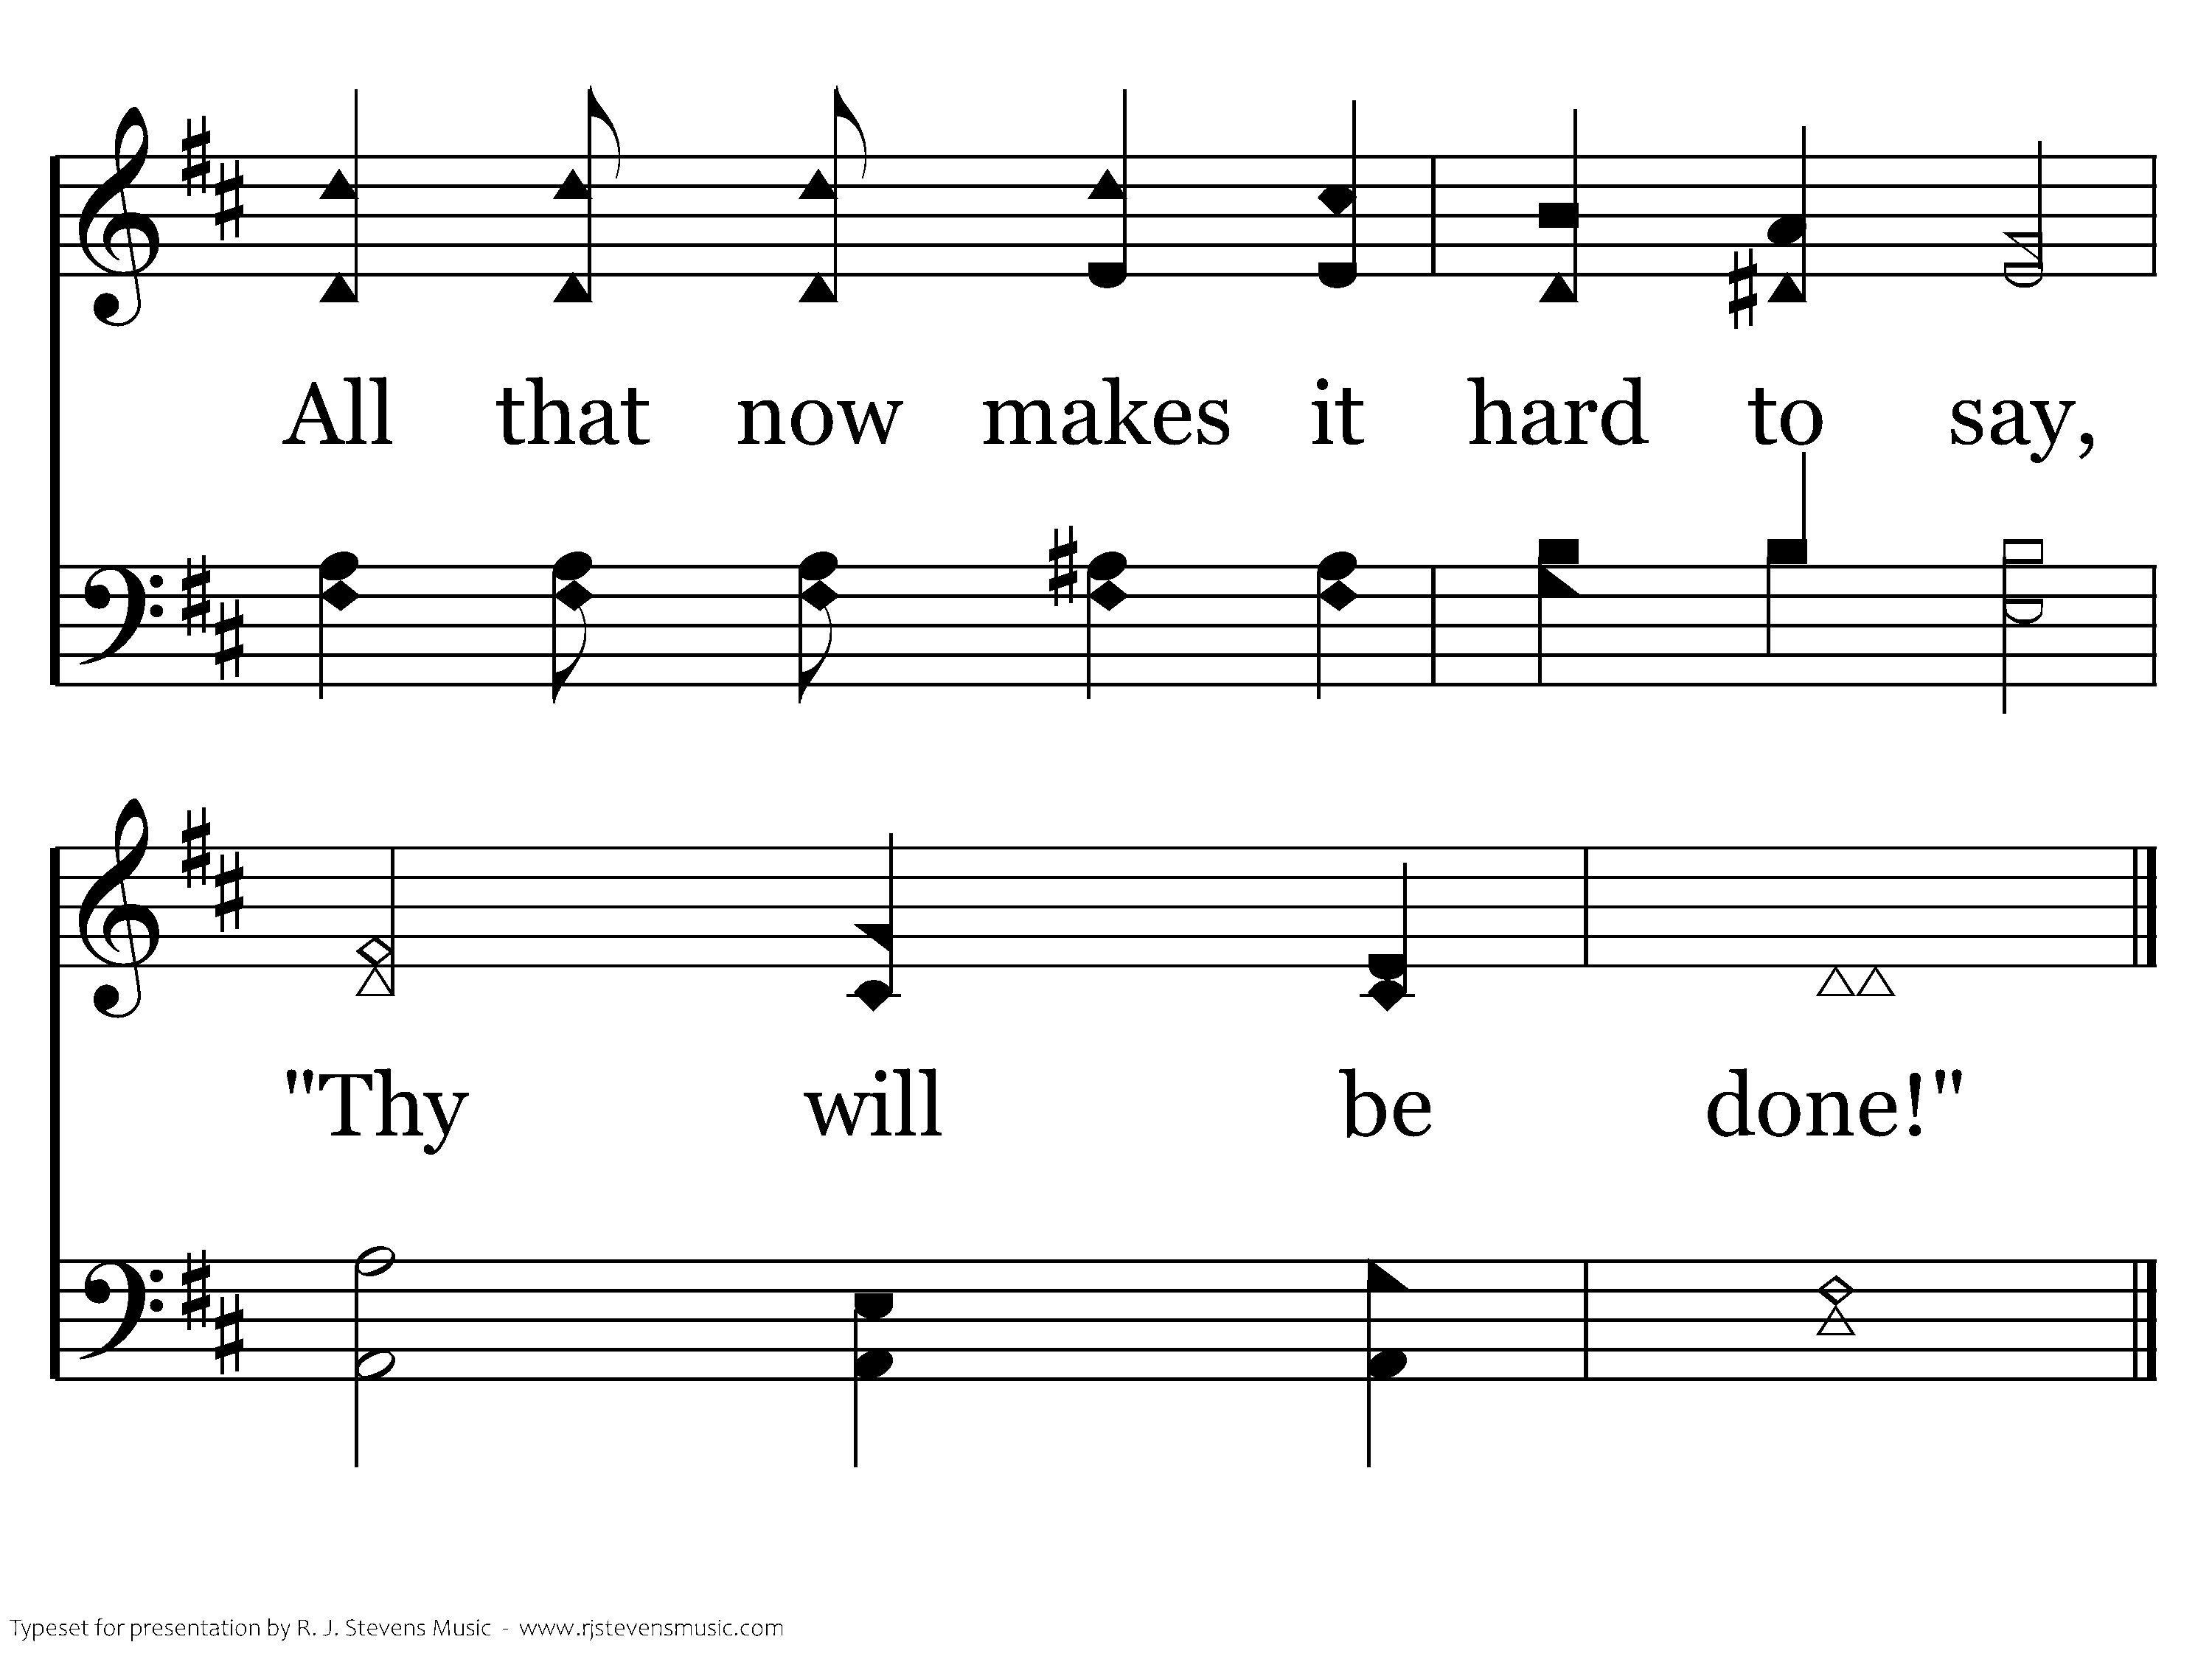 All that now makes it hard to say,
"Thy will be done!"
Typeset for presentation by R. J. Stevens Music - www.rjstevensmusic.com